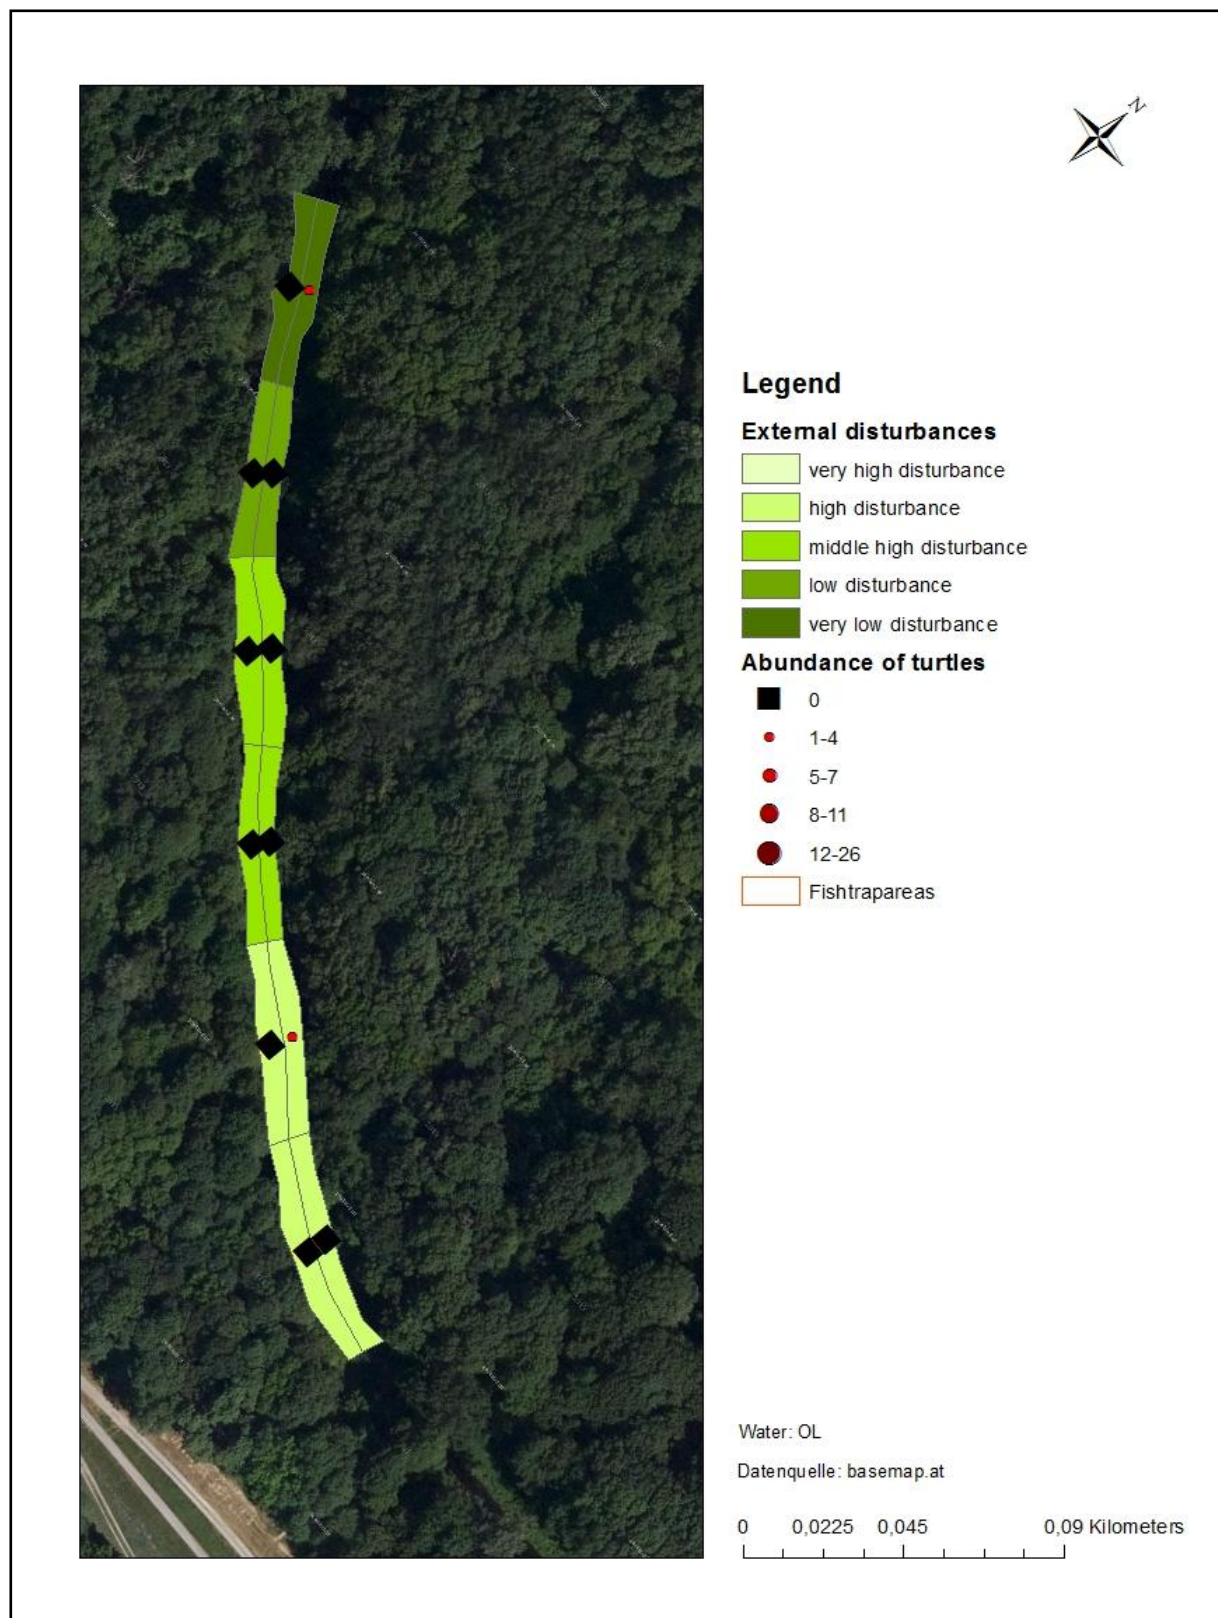 N
Legend
External disturbances
very high disturbance
high disturbance
middle high disturbance
low disturbance
very low disturbance
Abundance of turtles
0
1-4
5-7
8-11
12-26
Fishtrapareas
Water: OL
Datenquelle: basemap.at
0 0,0225 0,045 0,09 Kilometers